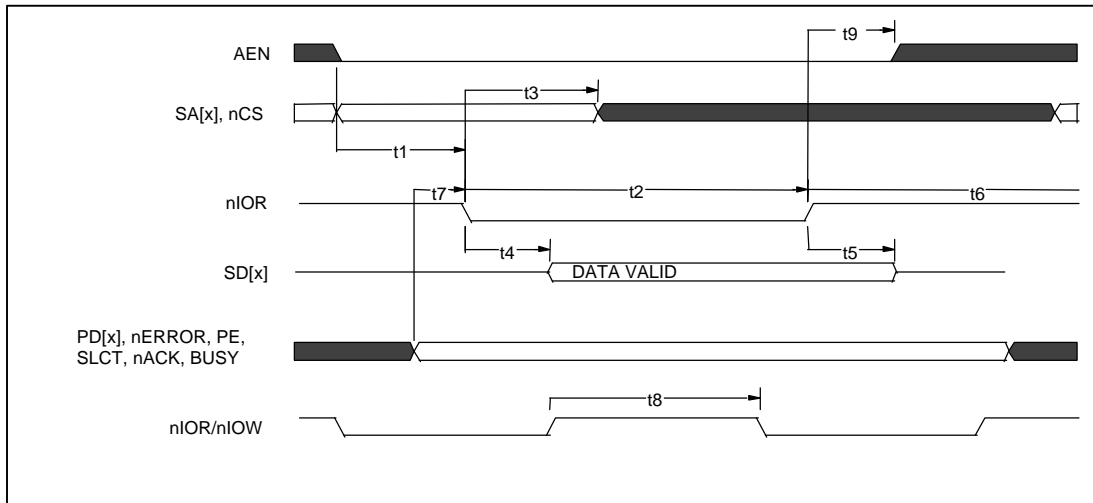 AEN
t9
t3
SA[x], nCS
t1
t7
t2
t6
nIOR
t4
t5
SD[x]
DATA VALID
PD[x], nERROR, PE,
SLCT, nACK, BUSY
t8
nIOR/nIOW